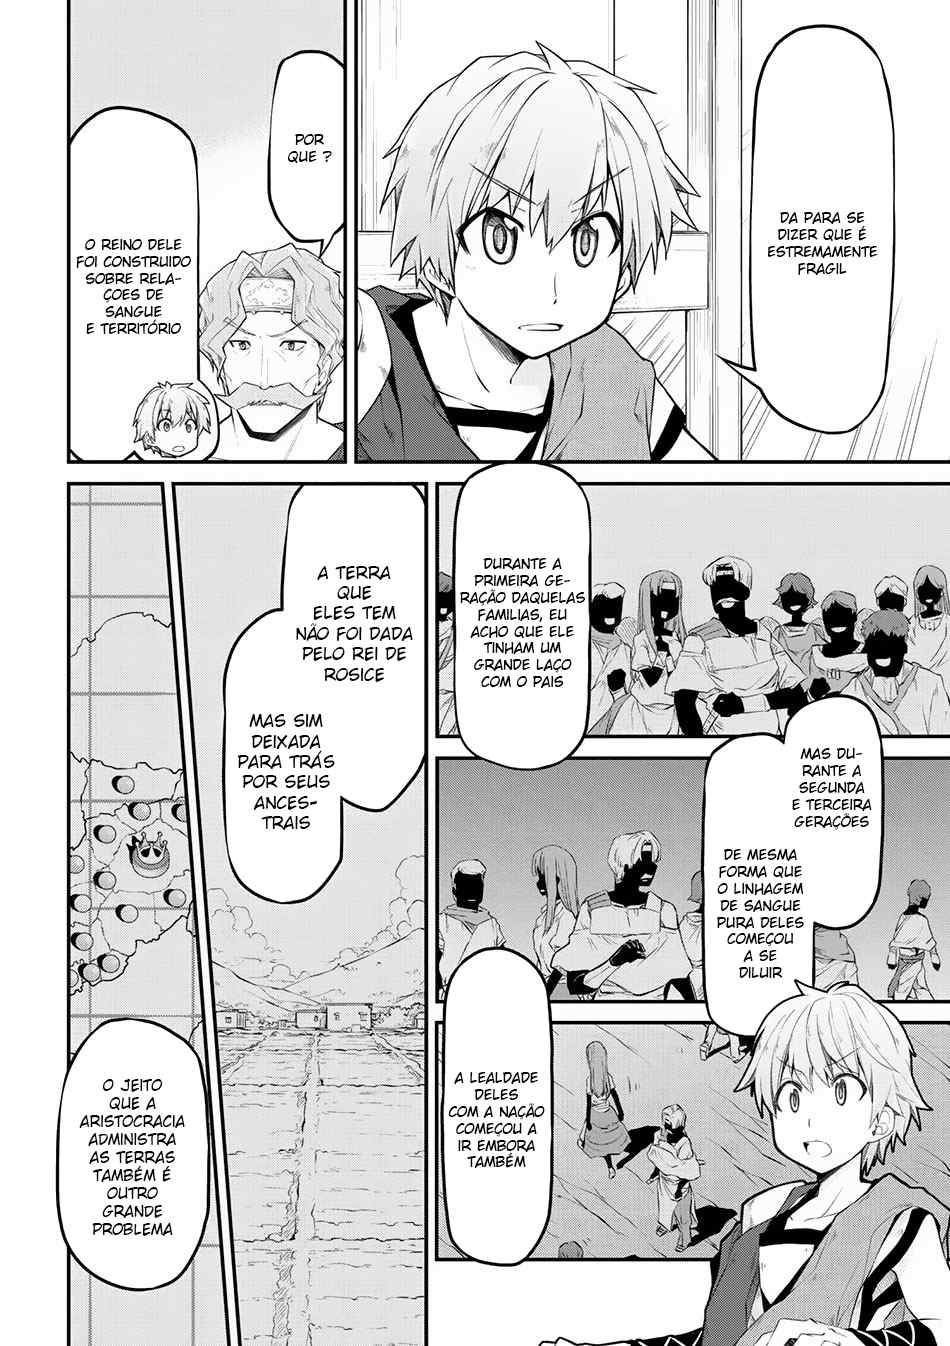 DA PARA SE
DIZER QUE É
ESTREMAMENTE
FRAGIL
POR
QUE ?
O REINO DELE
FOI CONSTRUIDO
SOBRE RELA-
ÇOES DE
SANGUE
E TERRITÓRIO
DURANTE A
PRIMEIRA GE-
RAÇÃO DAQUELAS
FAMILIAS, EU
ACHO QUE ELE
TINHAM UM
GRANDE LAÇO
COM O PAIS
MAS DU-
RANTE A
SEGUNDA
E TERCEIRA
GERAÇÕES
DE MESMA
FORMA QUE
O LINHAGEM
DE SANGUE
PURA DELES
COMEÇOU
A SE
DILUIR
A LEALDADE
DELES
COM A NAÇÃO
COMEÇOU A
IR EMBORA
TAMBÉM
A TERRA
QUE
ELES TEM
NÃO FOI DADA
PELO REI DE
ROSICE
MAS SIM
DEIXADA
PARA TRÁS
POR SEUS
ANCES-
TRAIS
O JEITO
QUE A
ARISTOCRACIA
ADMINISTRA
AS TERRAS
TAMBÉM É
OUTRO
GRANDE
PROBLEMA